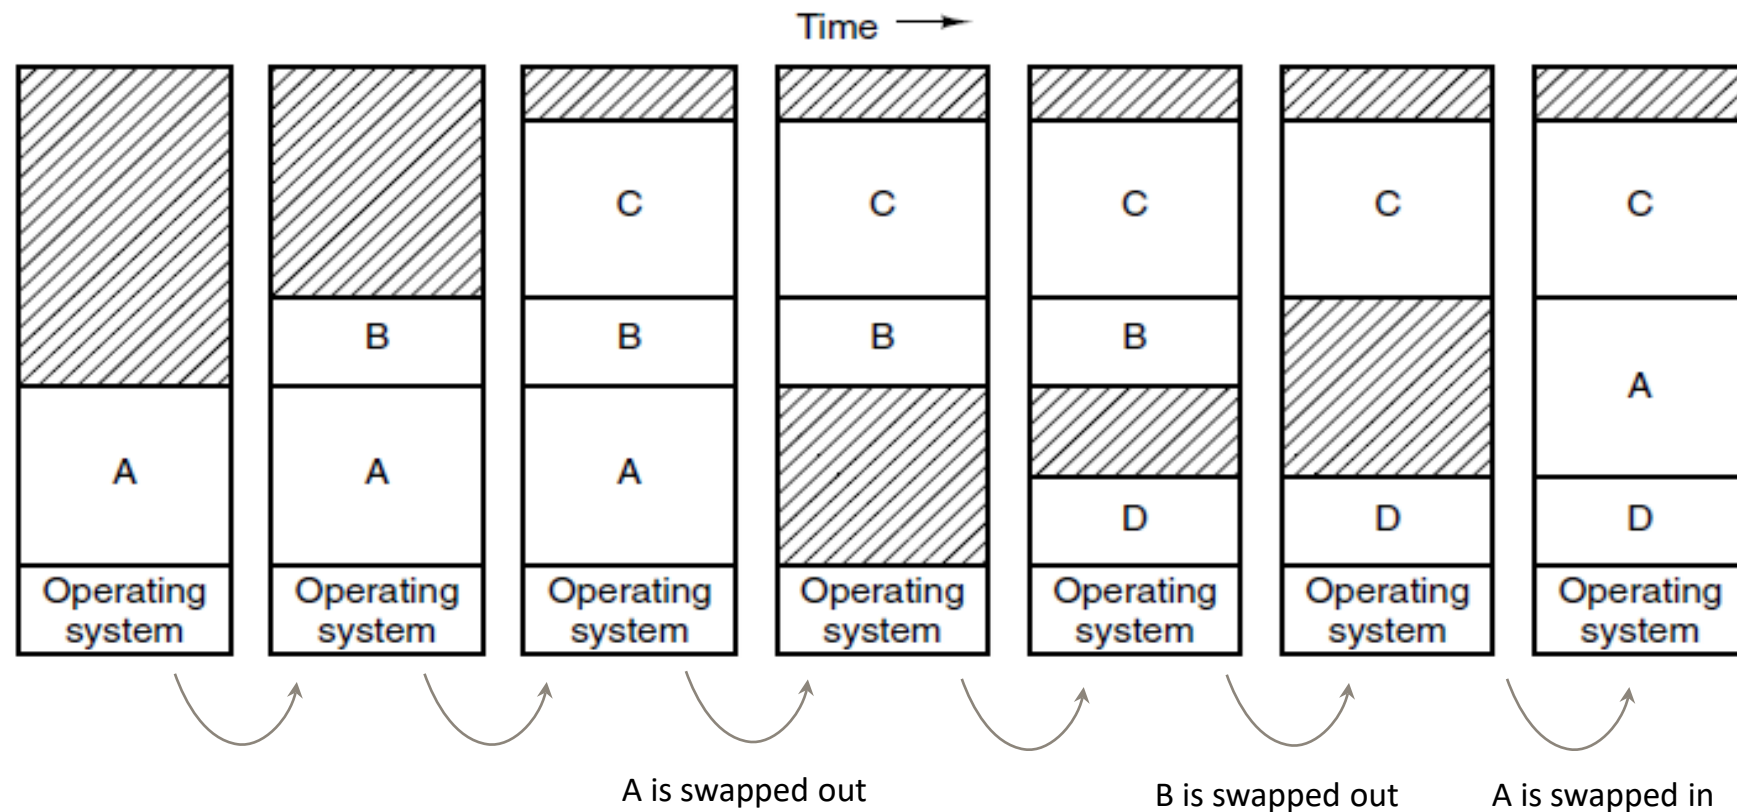 Time
A
Operating
system
B
A
Operating
system
C
B
A
Operating
system
C
B
Operating
system
C
B
D
Operating
system
C
D
Operating
system
C
A
D
Operating
system
A is swapped out
B is swapped out
A is swapped in